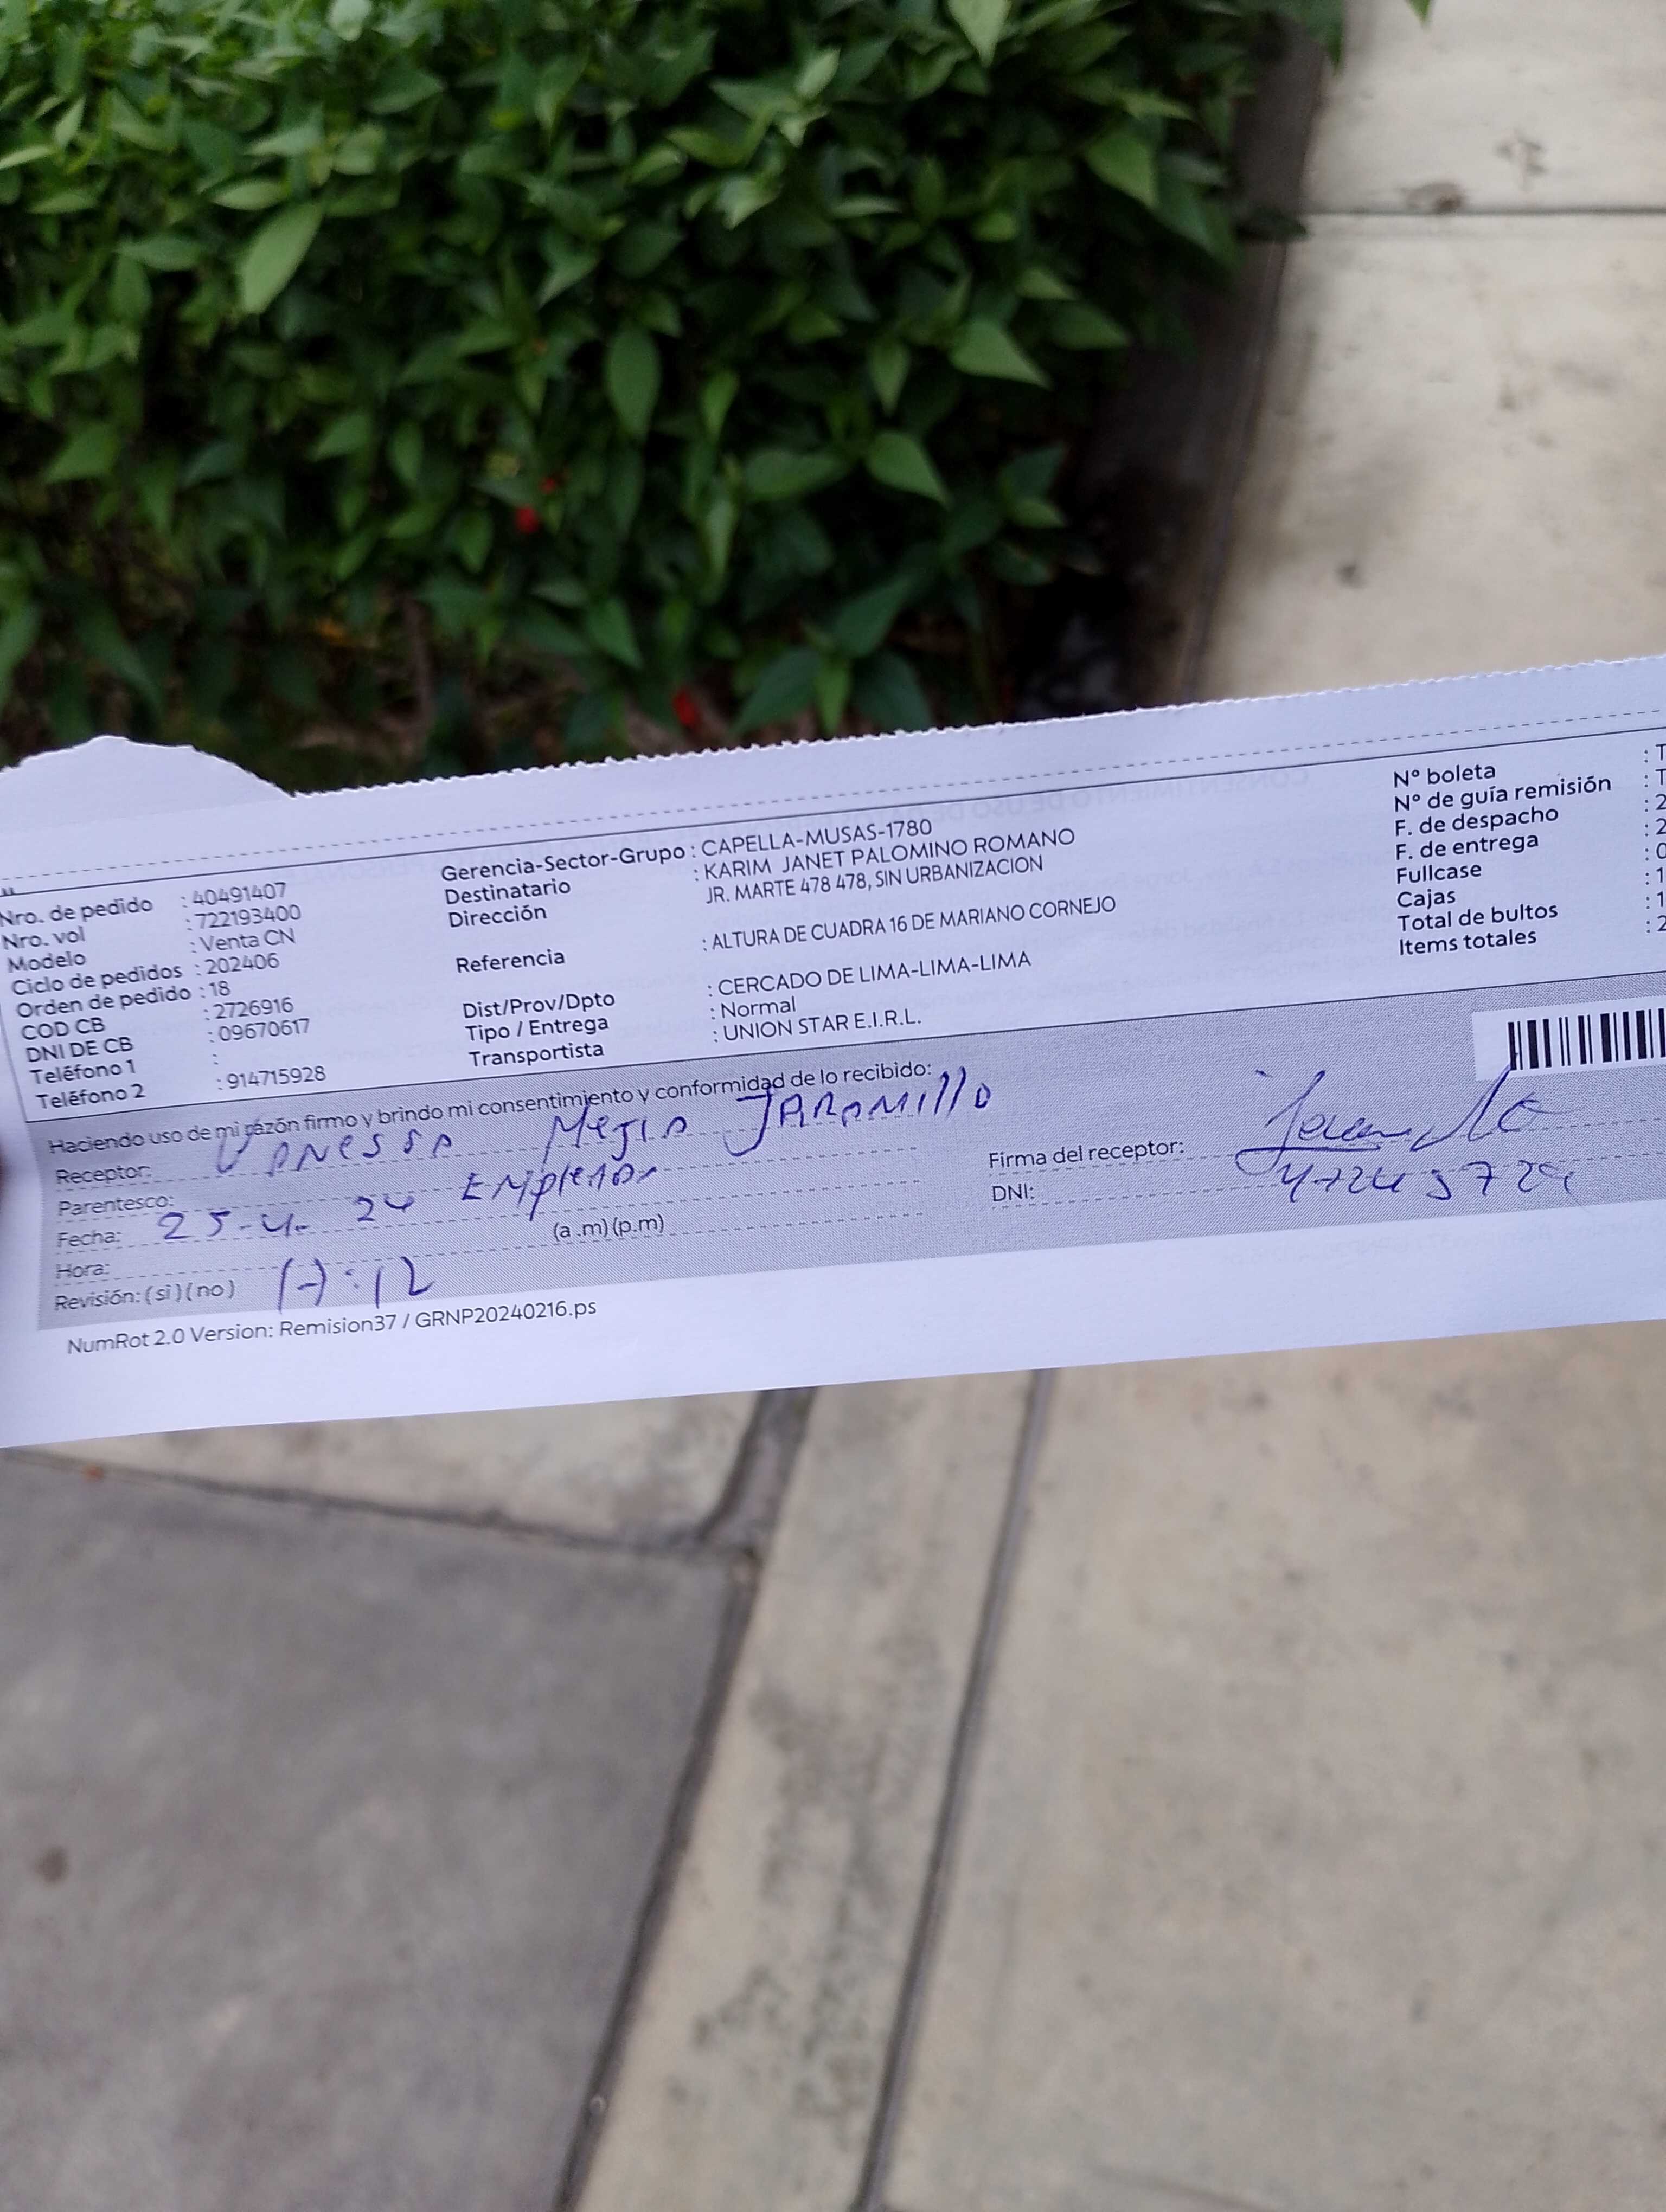 Nro. de pedido : 40491407
Nro. vol : 722193400
Modelo : Venta CN
Ciclo de pedidos : 202406
Orden de pedido : 18
COD CB : 2726916
DNI DE CB : 09670617
Teléfono 1 :
Teléfono 2 : 914715928
Gerencia-Sector-Grupo : CAPELLA-MUSAS-1780
Destinatario : KARIM JANET PALOMINO ROMANO
Dirección JR. MARTE 478 478, SIN URBANIZACION
Referencia : ALTURA DE CUADRA 16 DE MARIANO CORNEJO
Dist/Prov/Dpto : CERCADO DE LIMA-LIMA-LIMA
Tipo / Entrega : Normal
Transportista : UNION STAR E.I.R.L.
N° boleta : T
N° de guía remisión : T
F. de despacho : 2
F. de entrega : 2
Fullcase : 0
Cajas : 1
Total de bultos : 1
Items totales : 2
Haciendo uso de mi razón firmo y brindo mi consentimiento y conformidad de lo recibido:
Receptor: Vanessa Mejia Jaramillo
Parentesco:
Fecha: 25-4-24
Hora: (a.m) (p.m)
Revisión: ( si ) ( no )
Firma del receptor:
DNI:
NumRot 2.0 Version: Remision37 / GRNP20240216.ps